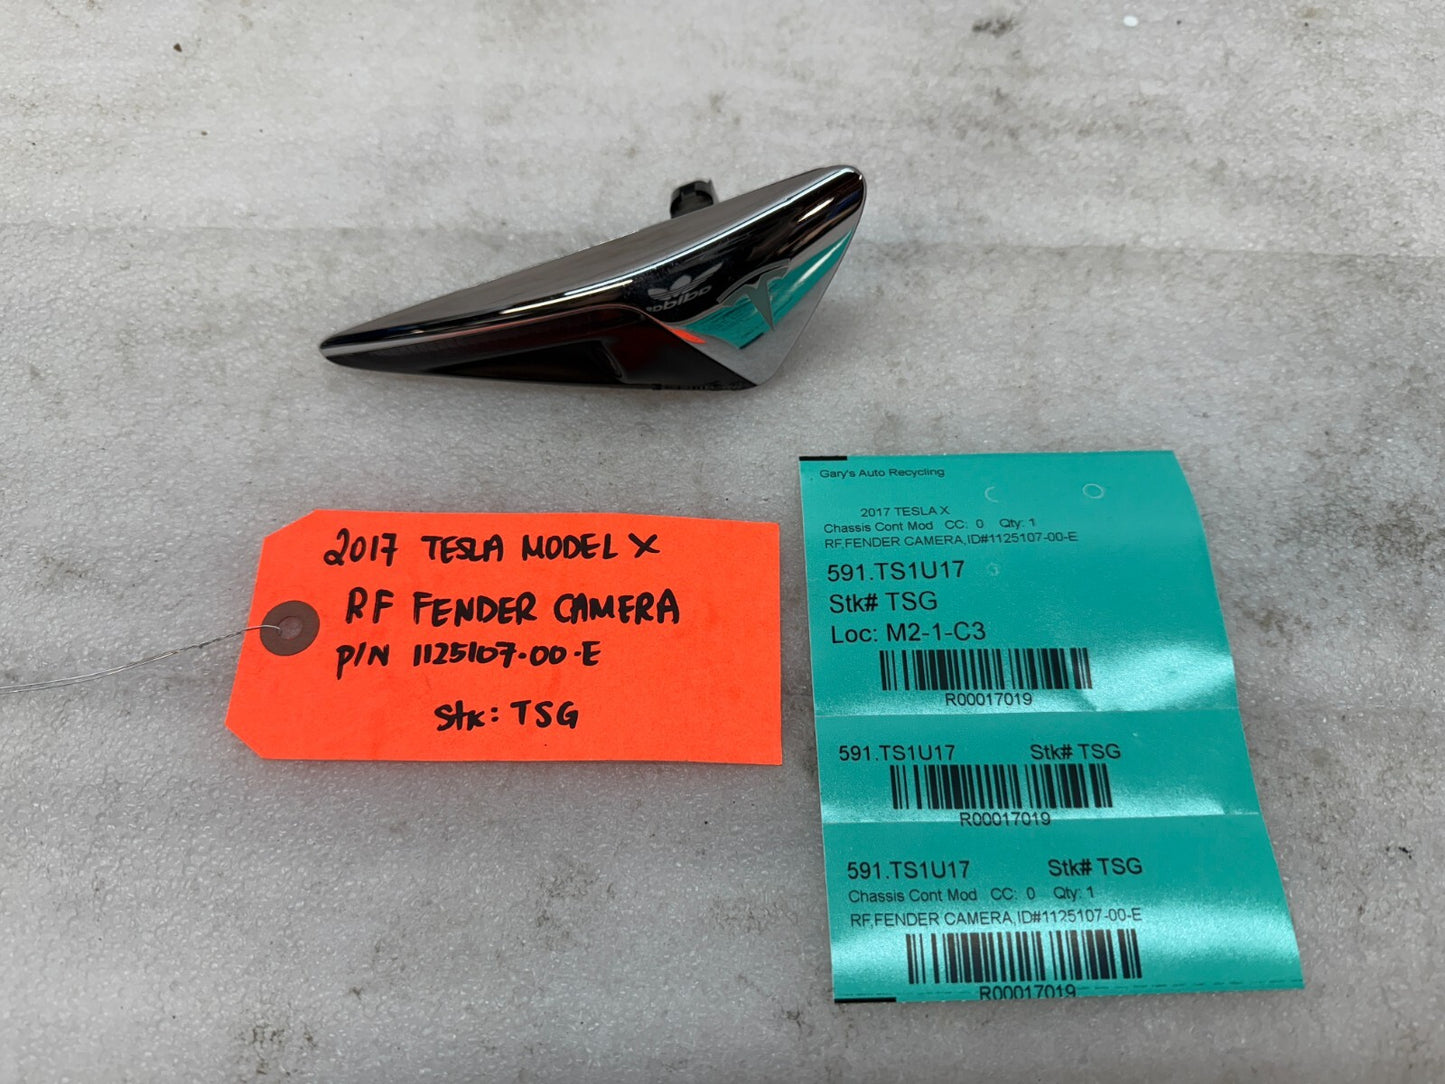 adidas
2017 TESLA MODEL X
RF FENDER CAMERA
P/N 1125107-00-E
Stk: TSG
Gary's Auto Recycling
2017 TESLA X
Chassis Cont Mod CC: 0 Qty: 1
RF,FENDER CAMERA,ID#1125107-00-E
591.TS1U17
Stk# TSG
Loc: M2-1-C3
R00017019
591.TS1U17 Stk# TSG
R00017019
591.TS1U17 Stk# TSG
Chassis Cont Mod CC: 0 Qty: 1
RF,FENDER CAMERA,ID#1125107-00-E
R00017019